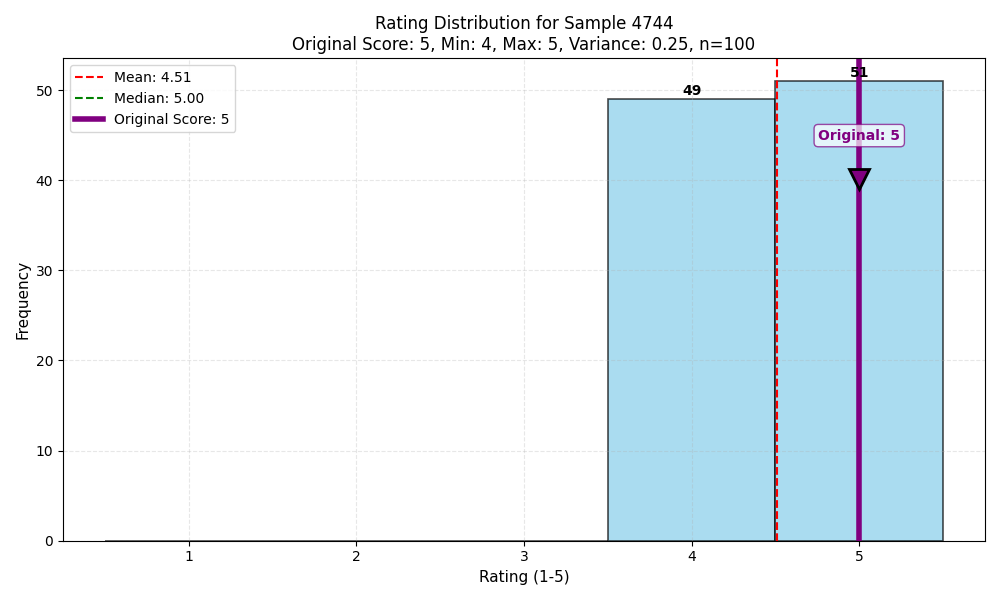 Rating Distribution for Sample 4744
Original Score: 5, Min: 4, Max: 5, Variance: 0.25, n=100
Mean: 4.51
Median: 5.00
Original Score: 5
49
51
Original: 5
50
40
30
20
10
0
Frequency
1 2 3 4 5
Rating (1-5)